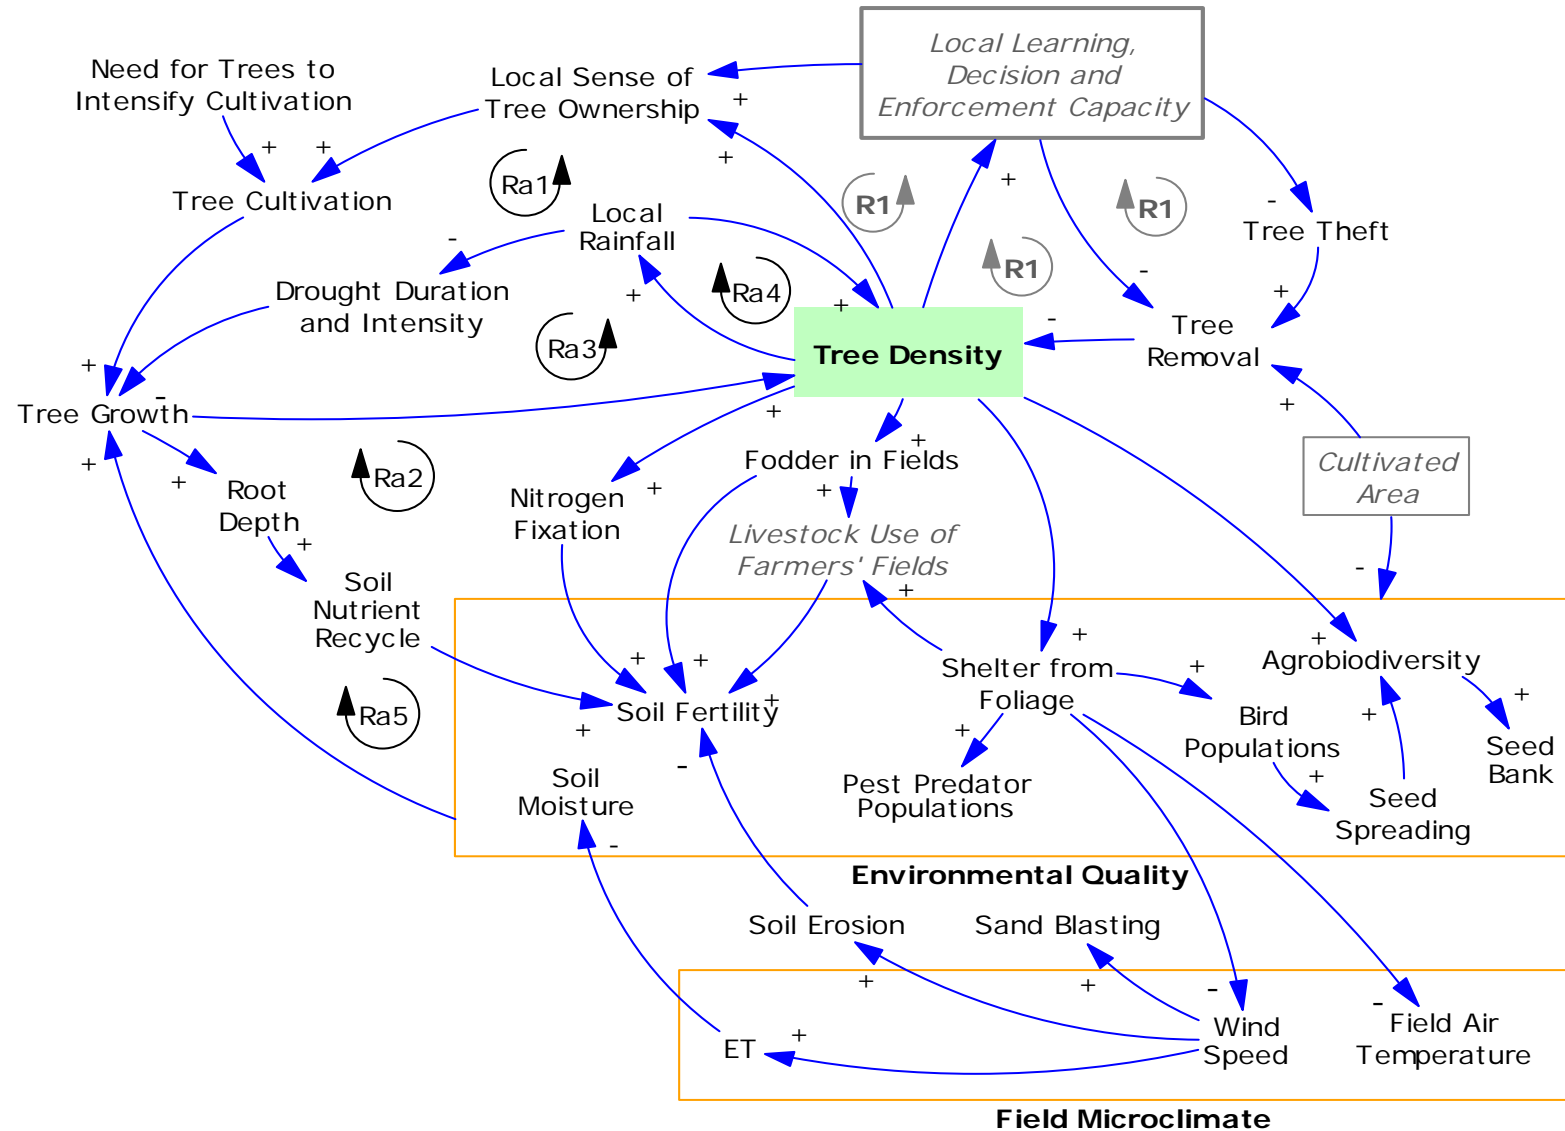 Local Learning,
Decision and
Enforcement Capacity
Need for Trees to
Intensify Cultivation
Local Sense of
Tree Ownership
+
+
+
+
+
-
Ra1
R1
R1
R1
Tree Cultivation
Local
Rainfall
Tree Theft
-
-
+
+
+
Ra4
Drought Duration
and Intensity
Ra3
-
Tree
Removal
Tree Density
+
-
+
+
Tree Growth
+
+
+
+
Ra2
Fodder in Fields
Cultivated
Area
Root
Depth
Nitrogen
Fixation
+
+
Livestock Use of
Farmers' Fields
+
-
+
Soil
Nutrient
Recycle
+
+
+
+
+
Shelter from
Foliage
Agrobiodiversity
+
+
+
Ra5
Soil Fertility
+
+
+
Bird
Populations
Seed
Bank
-
Soil
Moisture
Pest Predator
Populations
+
Seed
Spreading
-
Environmental Quality
Soil Erosion
Sand Blasting
+
+
-
-
+
ET
Wind
Speed
Field Air
Temperature
Field Microclimate